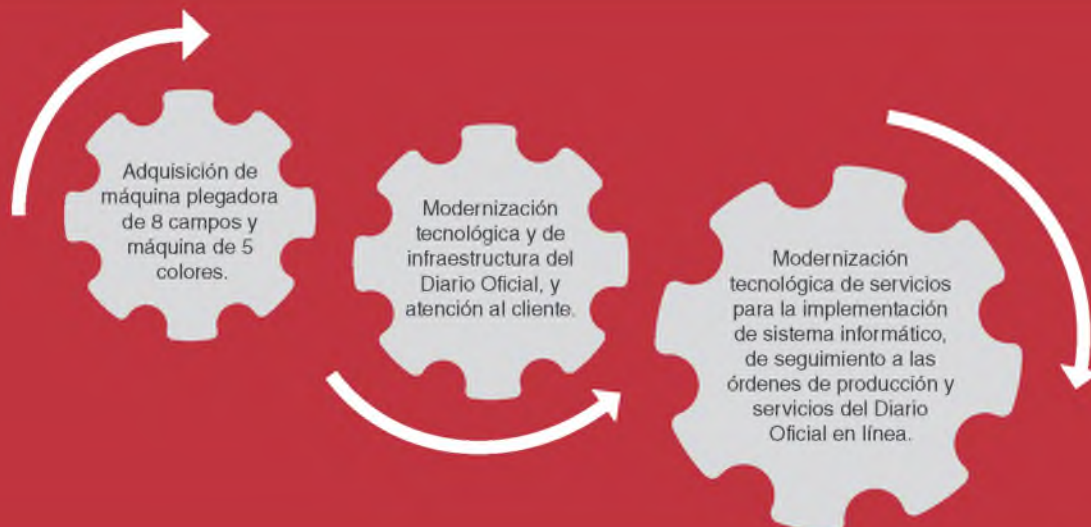 Adquisición de
máquina plegadora
de 8 campos y
máquina de 5
colores.
Modernización
tecnológica y de
infraestructura del
Diario Oficial, y
atención al cliente.
Modernización
tecnológica de servicios
para la implementación
de sistema informático,
de seguimiento a las
órdenes de producción y
servicios del Diario
Oficial en línea.